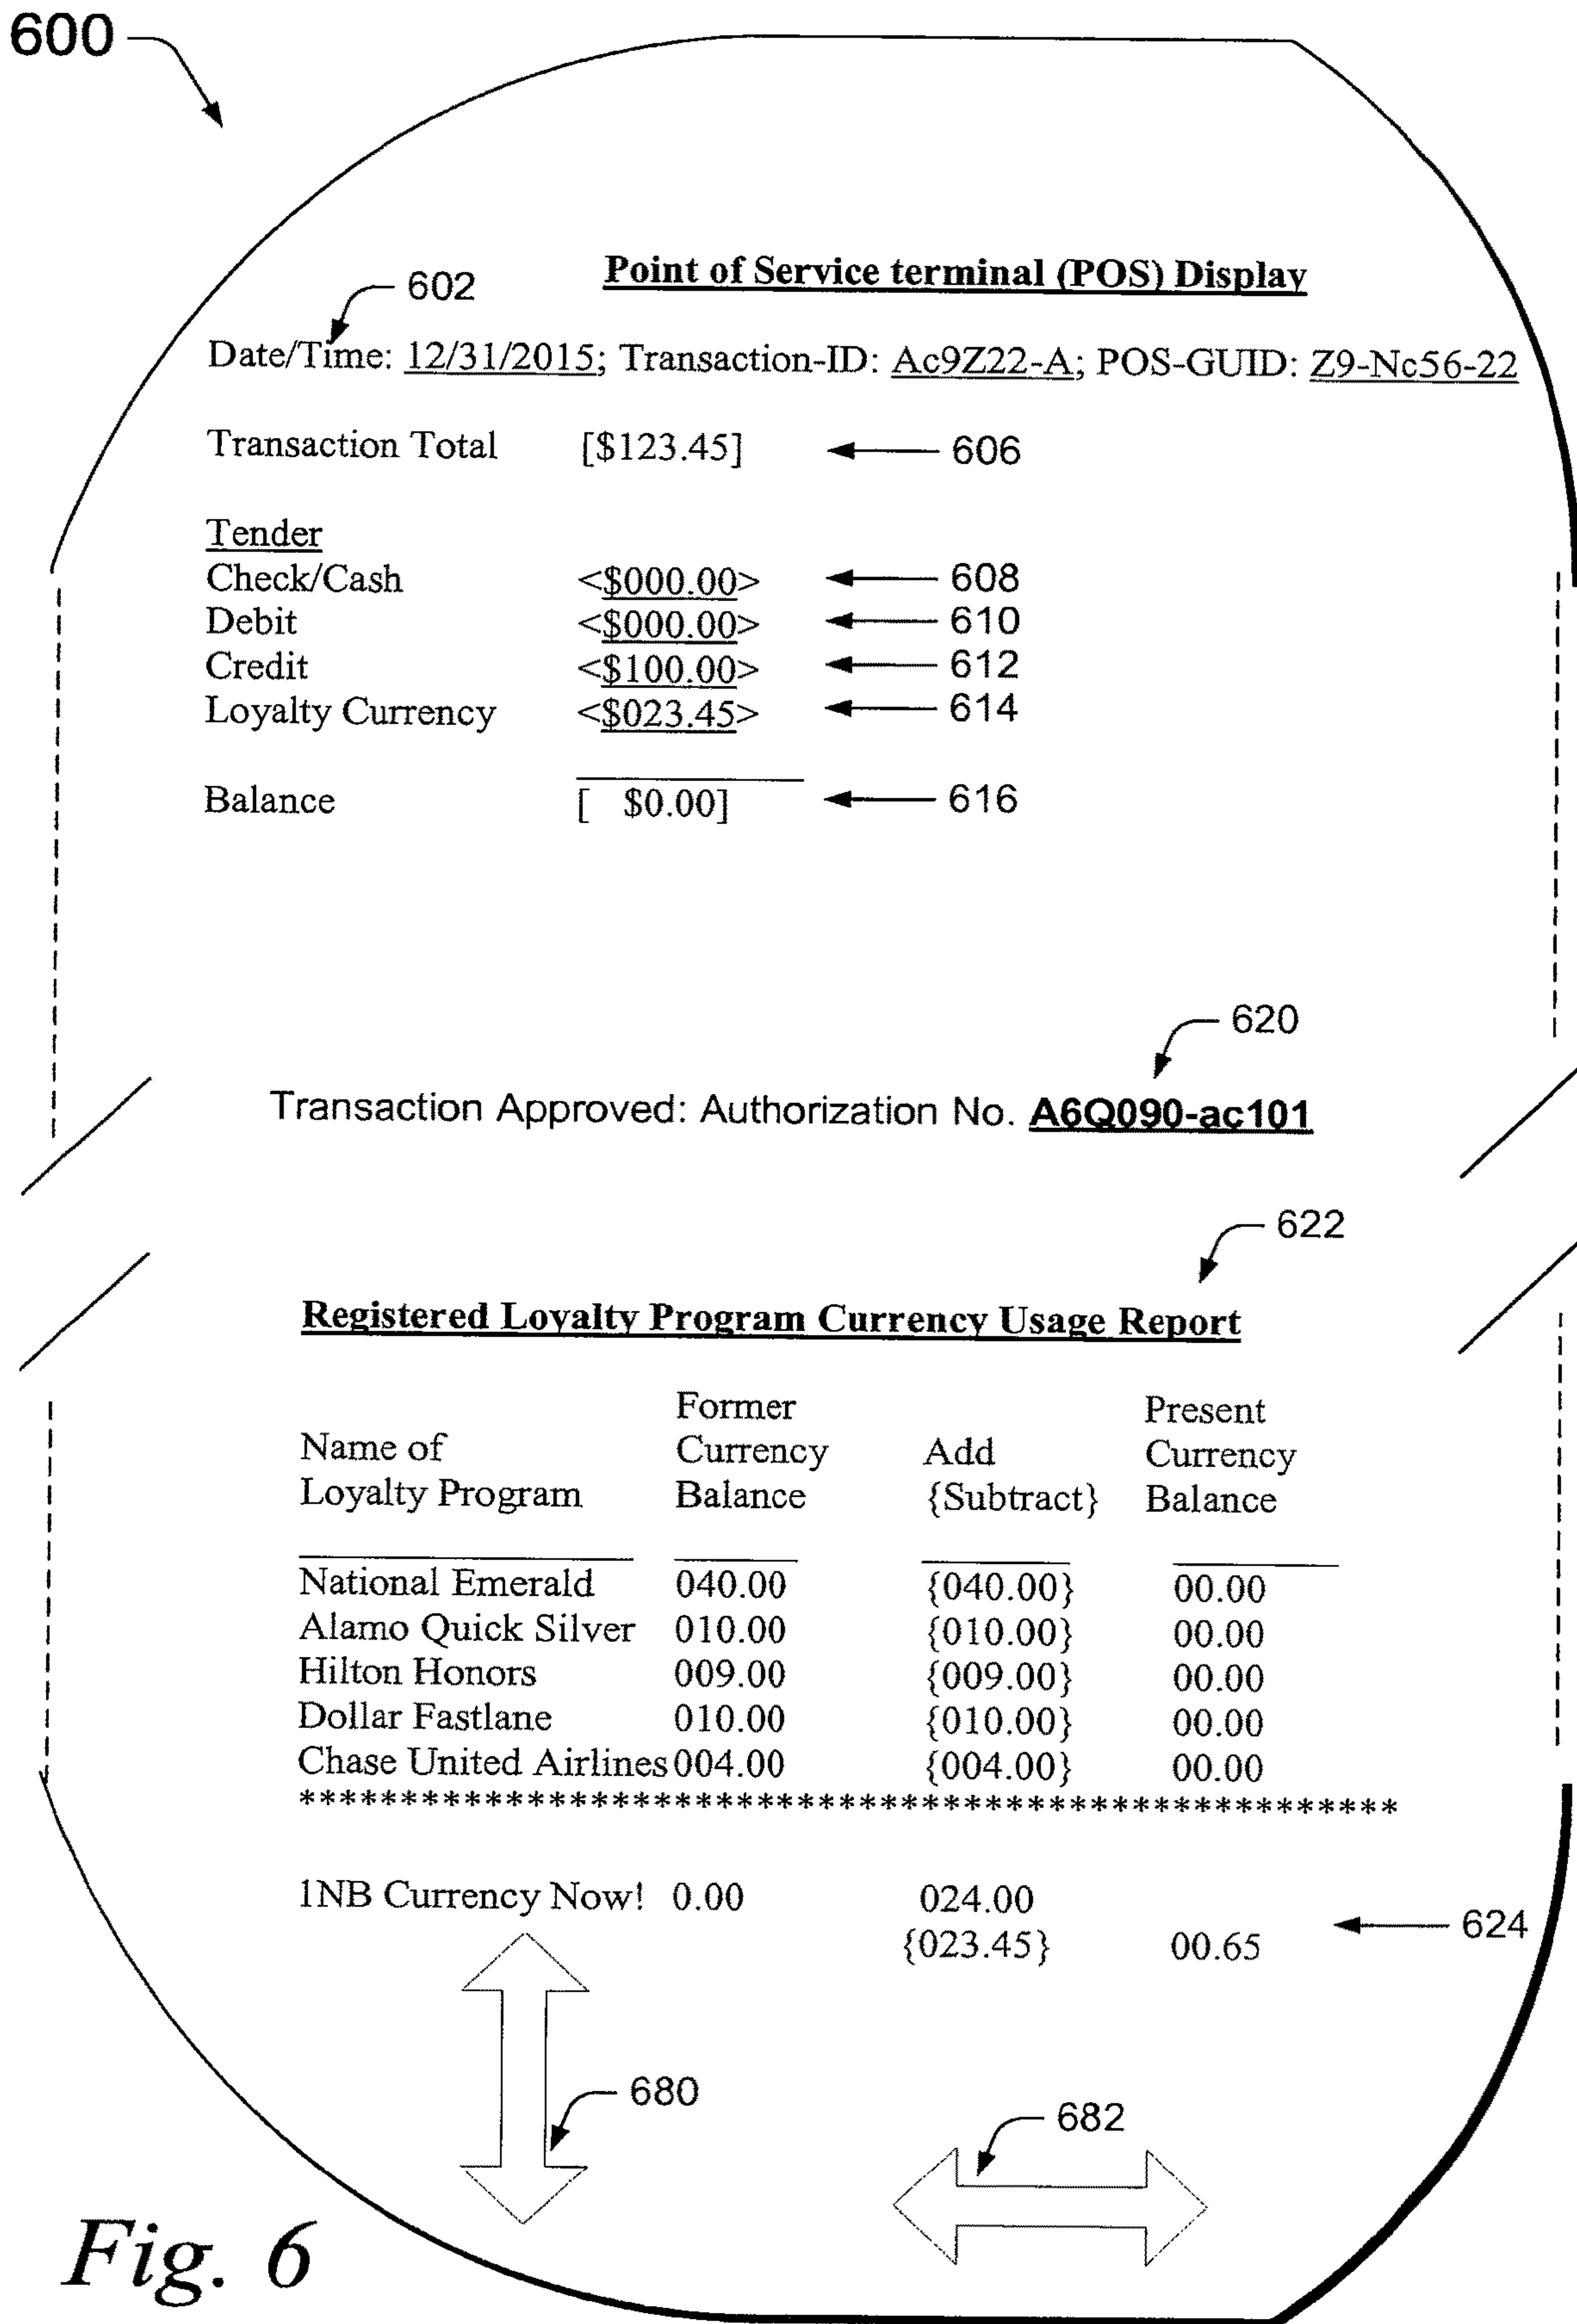 600
Point of Service terminal (POS) Display
602
Date/Time: 12/31/2015; Transaction-ID: Ac9Z22-A; POS-GUID: Z9-Nc56-22
Transaction Total [$123.45] 606
Tender
Check/Cash <$000.00> 608
Debit <$000.00> 610
Credit <$100.00> 612
Loyalty Currency <$023.45> 614
Balance [ $0.00] 616
620
Transaction Approved: Authorization No. A6Q090-ac101
622
Registered Loyalty Program Currency Usage Report
Former Present
Name of Currency Add Currency
Loyalty Program Balance {Subtract} Balance
National Emerald 040.00 {040.00} 00.00
Alamo Quick Silver 010.00 {010.00} 00.00
Hilton Honors 009.00 {009.00} 00.00
Dollar Fastlane 010.00 {010.00} 00.00
Chase United Airlines 004.00 {004.00} 00.00
****************************************************
1NB Currency Now! 0.00 024.00
{023.45} 00.65 624
680
682
Fig. 6